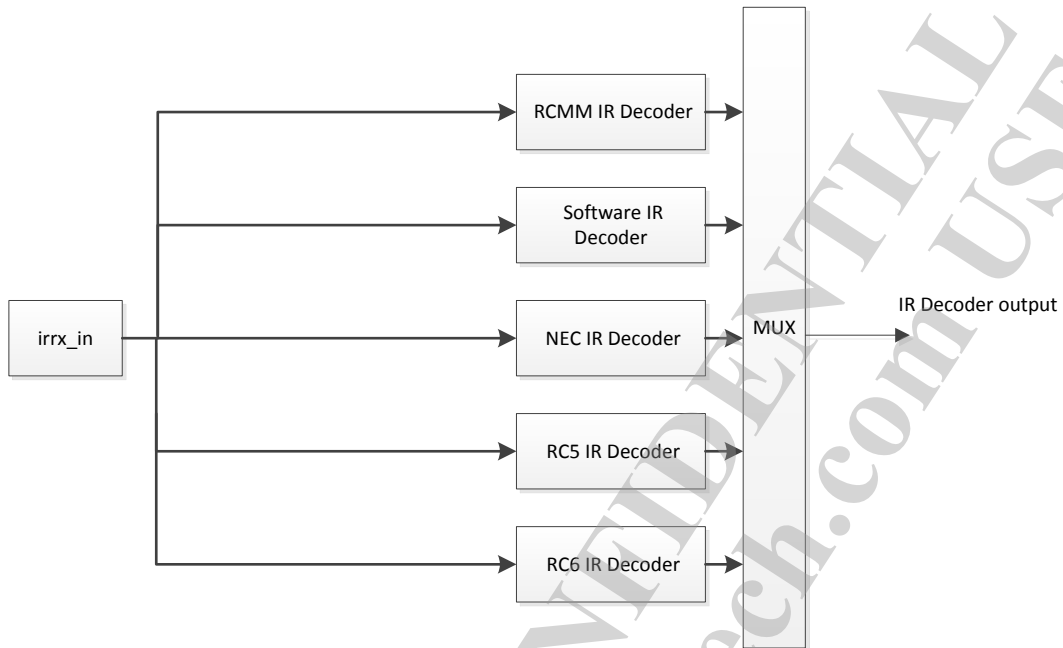 RCMM IR Decoder
Software IR
Decoder
irrx_in
NEC IR Decoder
MUX
IR Decoder output
RC5 IR Decoder
RC6 IR Decoder